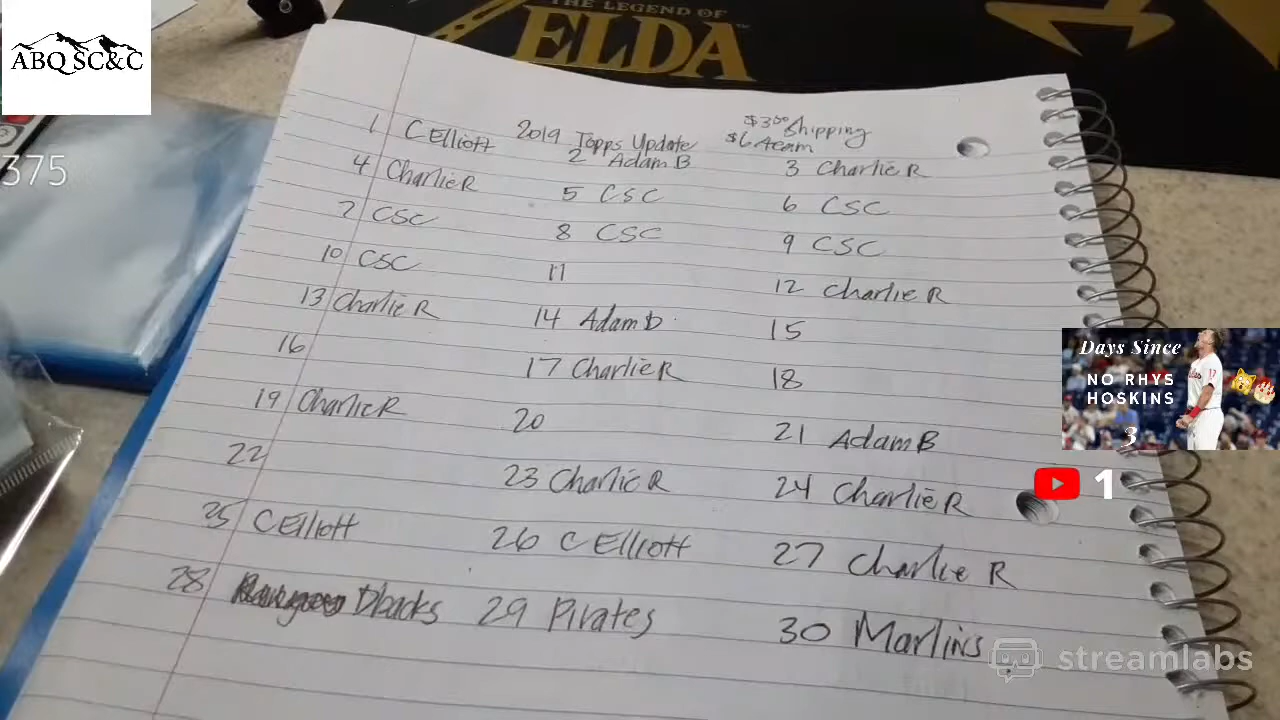 THE LEGEND OF
ZELDA
ABQ SC&C
375
2019 Topps Update
$3.00 Shipping
$6 team
1 C Elliott 2 Adam B 3 Charlie R
4 Charlie R 5 CSC 6 CSC
7 CSC 8 CSC 9 CSC
10 CSC 11 12 Charlie R
13 Charlie R 14 Adam B 15
16 17 Charlie R 18
19 Charlie R 20 21 Adam B
22 23 Charlie R 24 Charlie R
25 C Elliott 26 C Elliott 27 Charlie R
28 Dbacks 29 Pirates 30 Marlins
Days Since
NO RHYS
HOSKINS
3
1
streamlabs